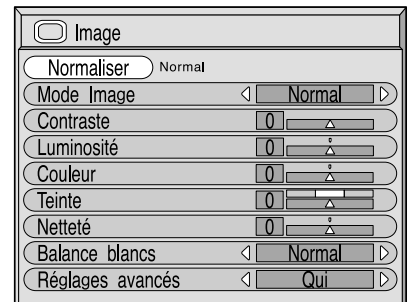 Image
Normaliser Normal
Mode Image Normal
Contraste 0
Luminosité 0
Couleur 0
Teinte 0
Netteté 0
Balance blancs Normal
Réglages avancés Qui